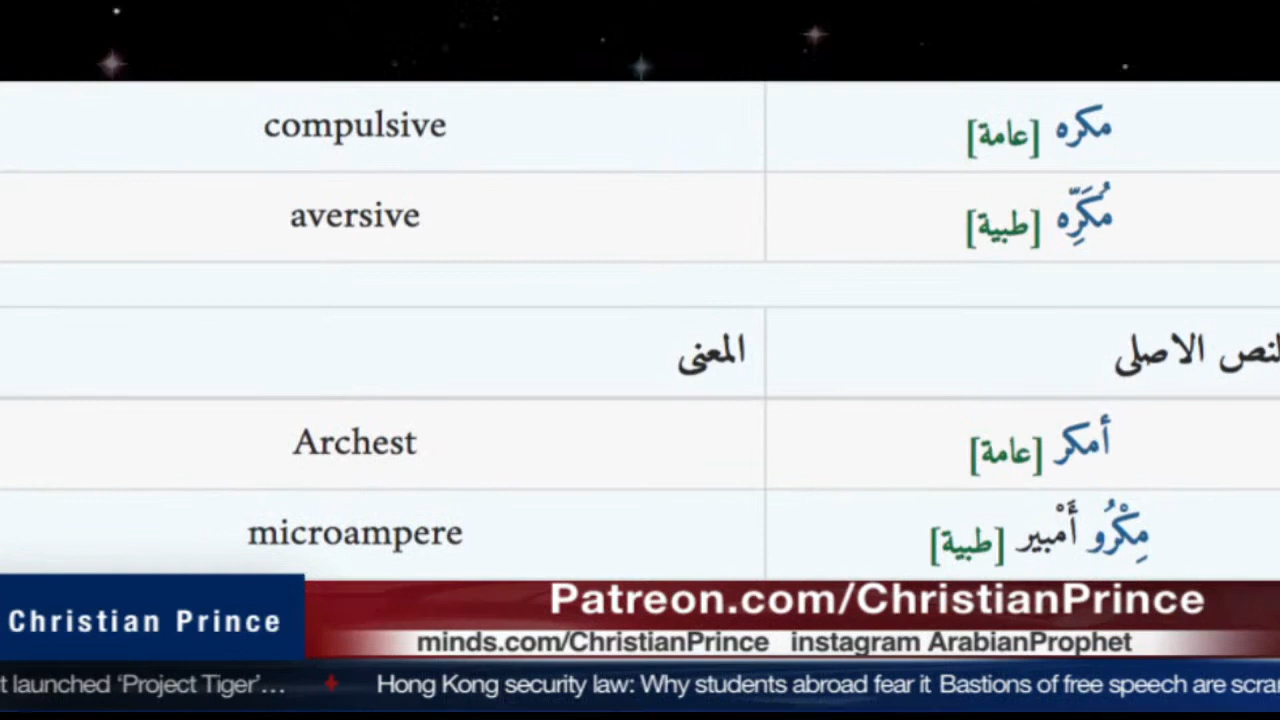 compulsive مكره [عامة]
aversive مُكَرِّه [طبية]
المعنى لنص الاصلى
Archest أمكر [عامة]
microampere مِكْرُو أَمْبير [طبية]
Christian Prince
Patreon.com/ChristianPrince
minds.com/ChristianPrince instagram ArabianProphet
t launched ‘Project Tiger’... Hong Kong security law: Why students abroad fear it Bastions of free speech are scra